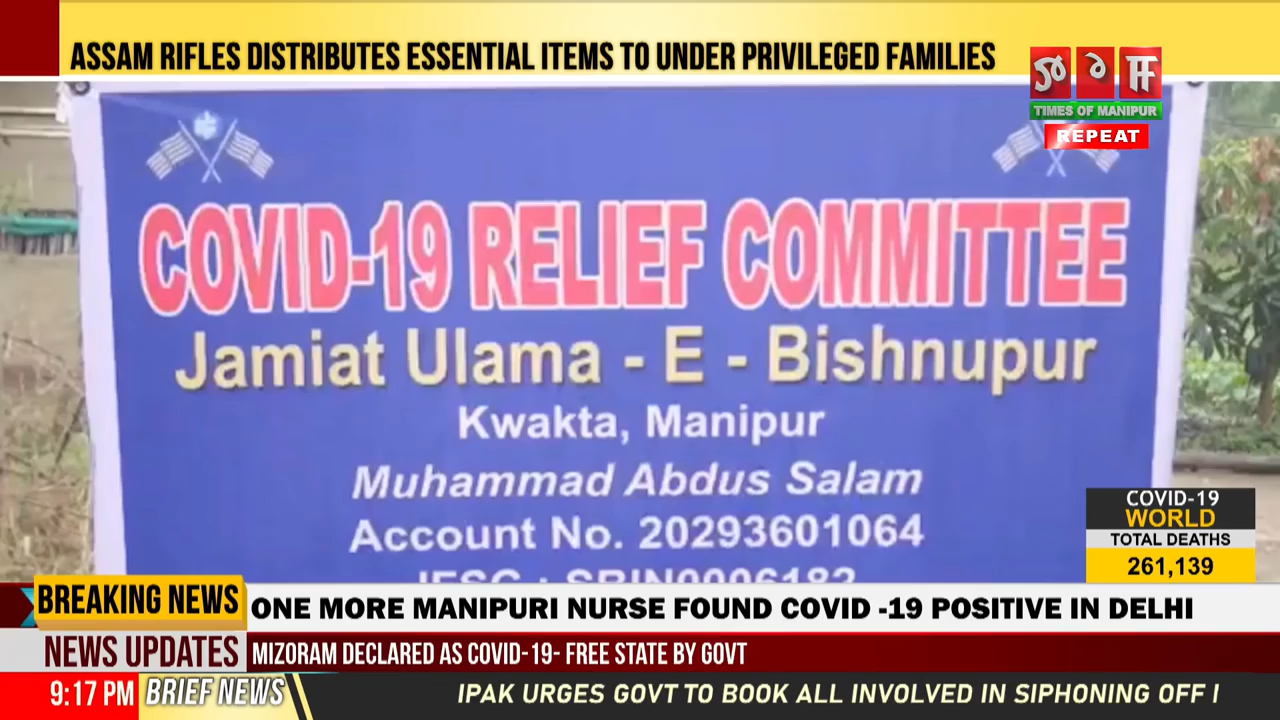 ASSAM RIFLES DISTRIBUTES ESSENTIAL ITEMS TO UNDER PRIVILEGED FAMILIES
TIMES OF MANIPUR
REPEAT
COVID-19 RELIEF COMMITTEE
Jamiat Ulama - E - Bishnupur
Kwakta, Manipur
Muhammad Abdus Salam
Account No. 20293601064
COVID-19
WORLD
TOTAL DEATHS
261,139
BREAKING NEWS
ONE MORE MANIPURI NURSE FOUND COVID -19 POSITIVE IN DELHI
NEWS UPDATES
MIZORAM DECLARED AS COVID-19- FREE STATE BY GOVT
9:17 PM
BRIEF NEWS
IPAK URGES GOVT TO BOOK ALL INVOLVED IN SIPHONING OFF